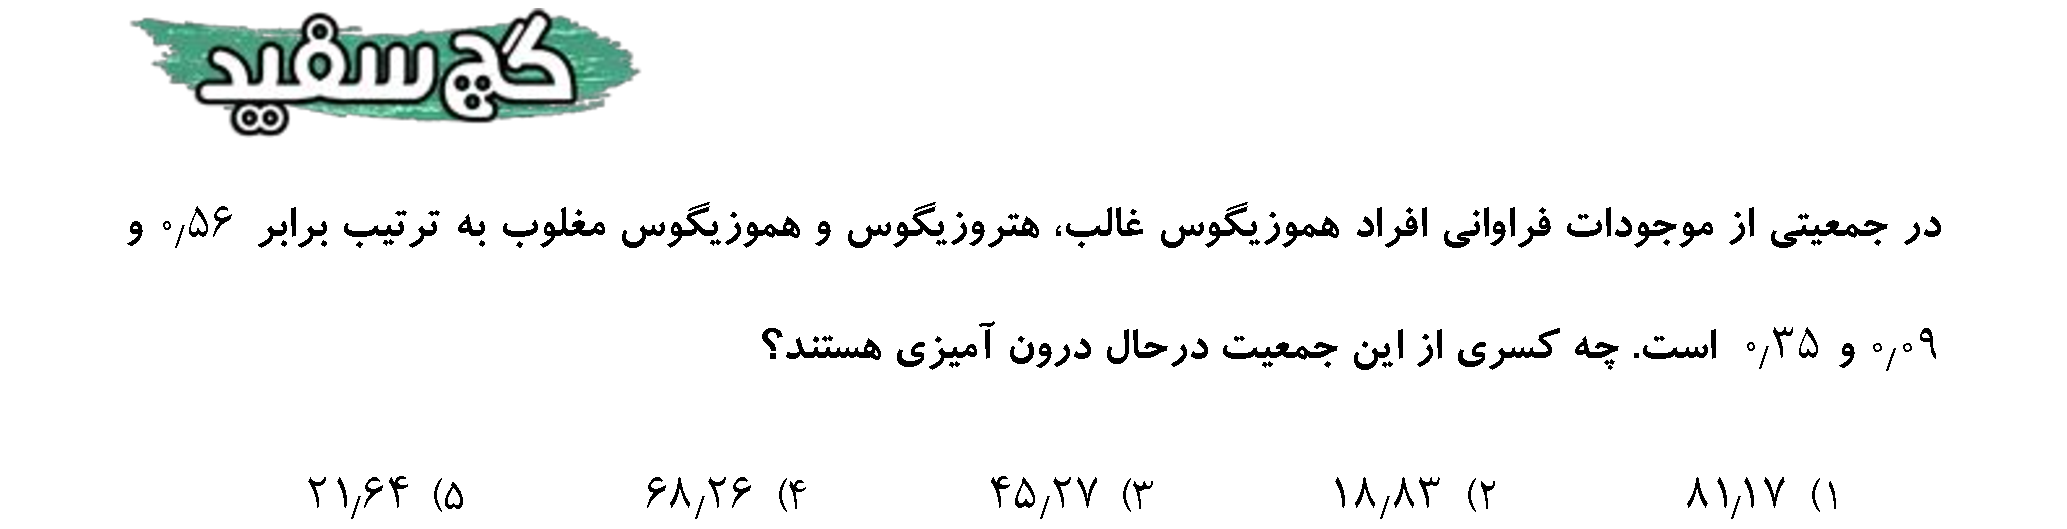 گچ سفید
در جمعیتی از موجودات فراوانی افراد هموزیگوس غالب، هتروزیگوس و هموزیگوس مغلوب به ترتیب برابر ۰٫۵۶ و
۰٫۰۹ و ۰٫۳۵ است. چه کسری از این جمعیت درحال درون آمیزی هستند؟
۱) ۸۱٫۱۷ ۲) ۱۸٫۸۳ ۳) ۴۵٫۲۷ ۴) ۶۸٫۲۶ ۵) ۲۱٫۶۴